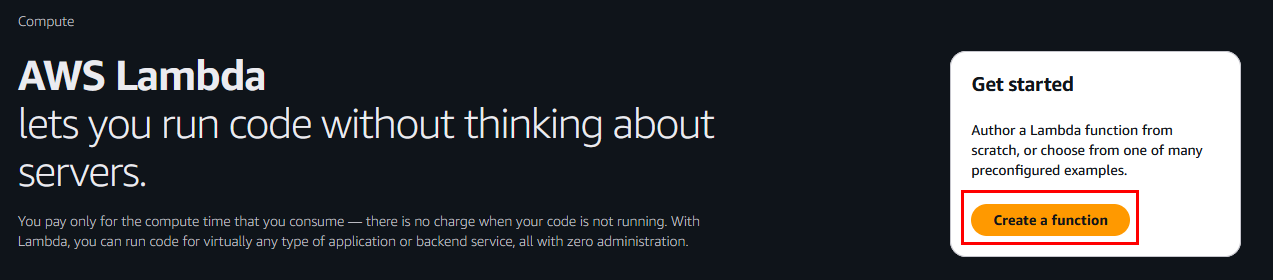 Compute
AWS Lambda
lets you run code without thinking about
servers.
You pay only for the compute time that you consume — there is no charge when your code is not running. With
Lambda, you can run code for virtually any type of application or backend service, all with zero administration.
Get started
Author a Lambda function from
scratch, or choose from one of many
preconfigured examples.
Create a function